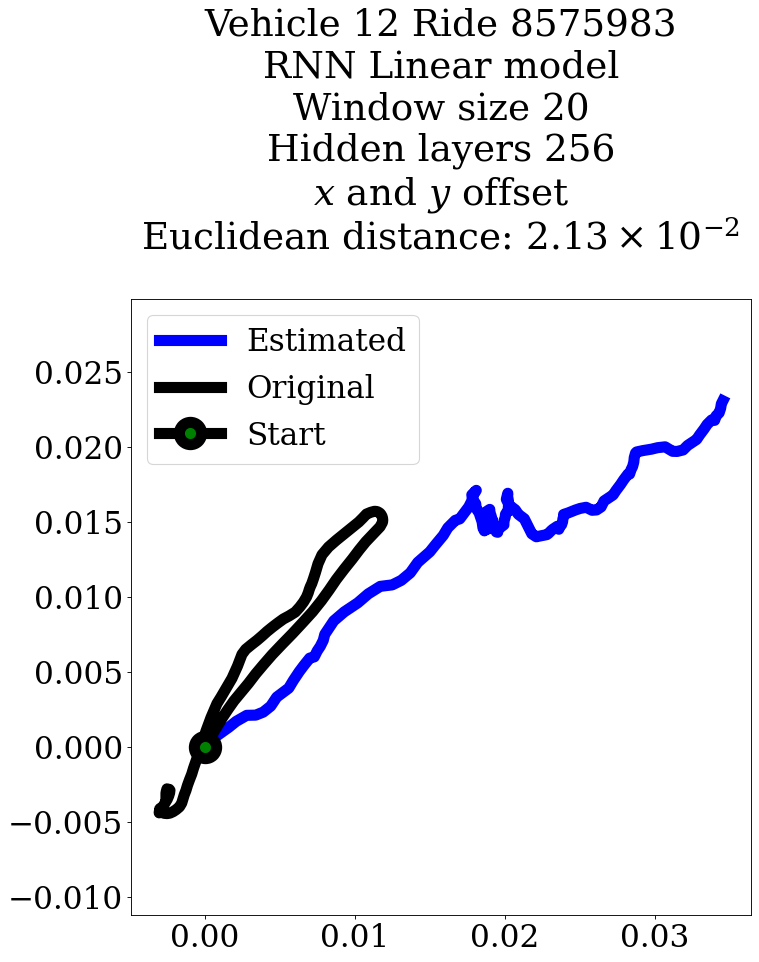 Vehicle 12 Ride 8575983
RNN Linear model
Window size 20
Hidden layers 256
x and y offset
Euclidean distance: 2.13 × 10⁻²
Estimated
Original
Start
0.025
0.020
0.015
0.010
0.005
0.000
−0.005
−0.010
0.00 0.01 0.02 0.03